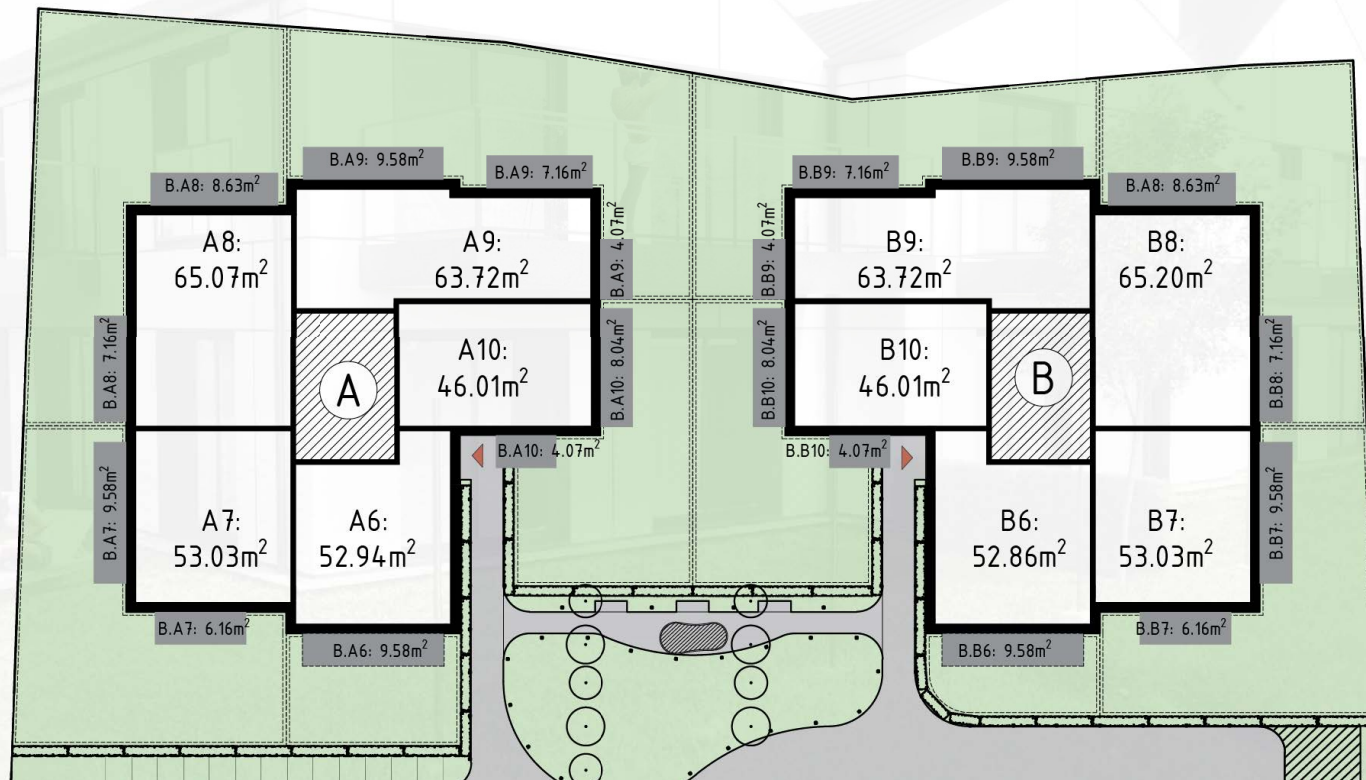 B.A9: 9.58m²
B.A9: 7.16m²
B.A8: 8.63m²
B.A9: 4.07m²
A8:
65.07m²
A9:
63.72m²
B.A8: 7.16m²
A10:
46.01m²
B.A10: 8.04m²
A
B.A10: 4.07m²
B.A7: 9.58m²
A7:
53.03m²
A6:
52.94m²
B.A7: 6.16m²
B.A6: 9.58m²
B.B9: 7.16m²
B.B9: 9.58m²
B.A8: 8.63m²
B.B9: 4.07m²
B9:
63.72m²
B8:
65.20m²
B.B10: 8.04m²
B10:
46.01m²
B
B.B8: 7.16m²
B.B10: 4.07m²
B6:
52.86m²
B7:
53.03m²
B.B7: 9.58m²
B.B7: 6.16m²
B.B6: 9.58m²